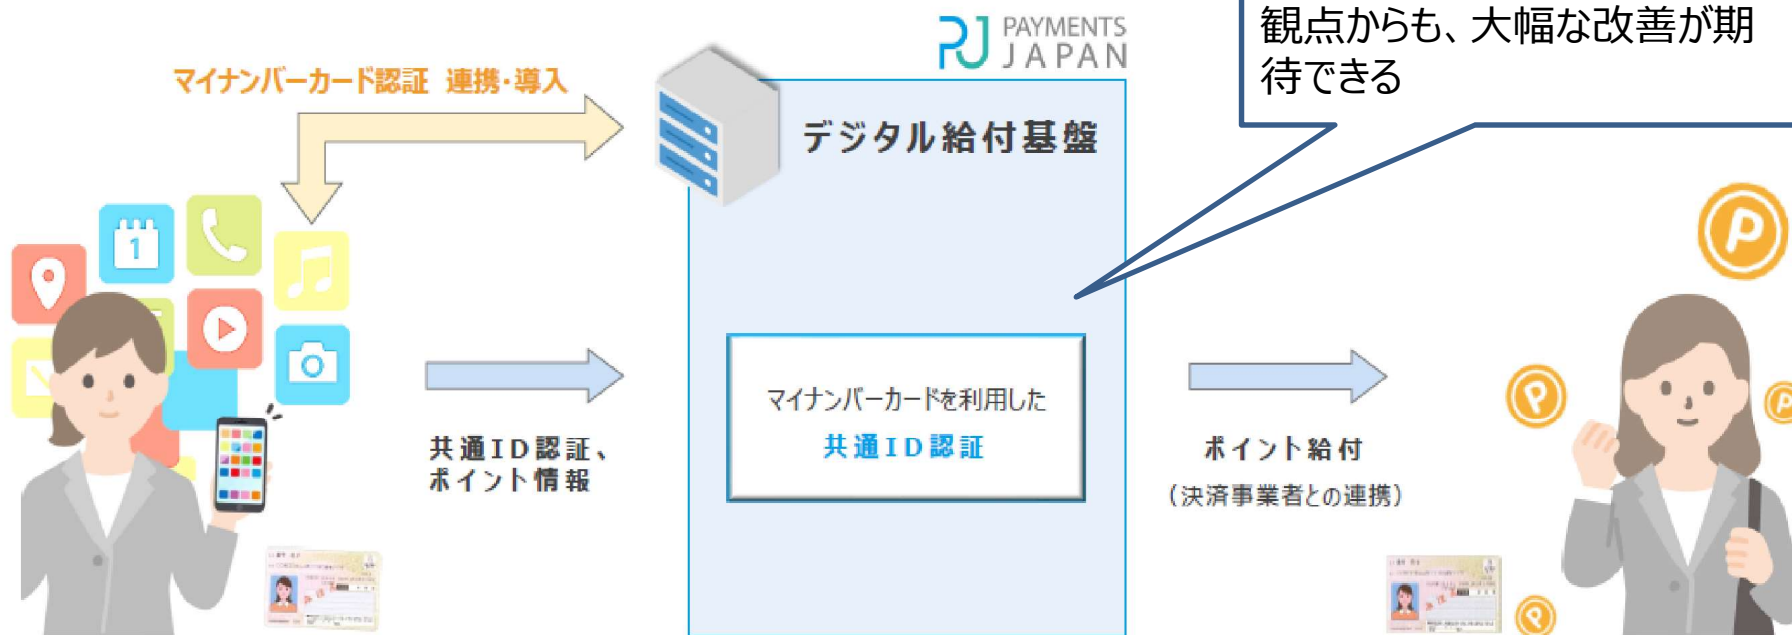 PAYMENTS
JAPAN
観点からも、大幅な改善が期
待できる
マイナンバーカード認証 連携・導入
デジタル給付基盤
1
マイナンバーカードを利用した
共通ID認証
共通ID認証、
ポイント情報
ポイント給付
（決済事業者との連携）
P
P
P
P